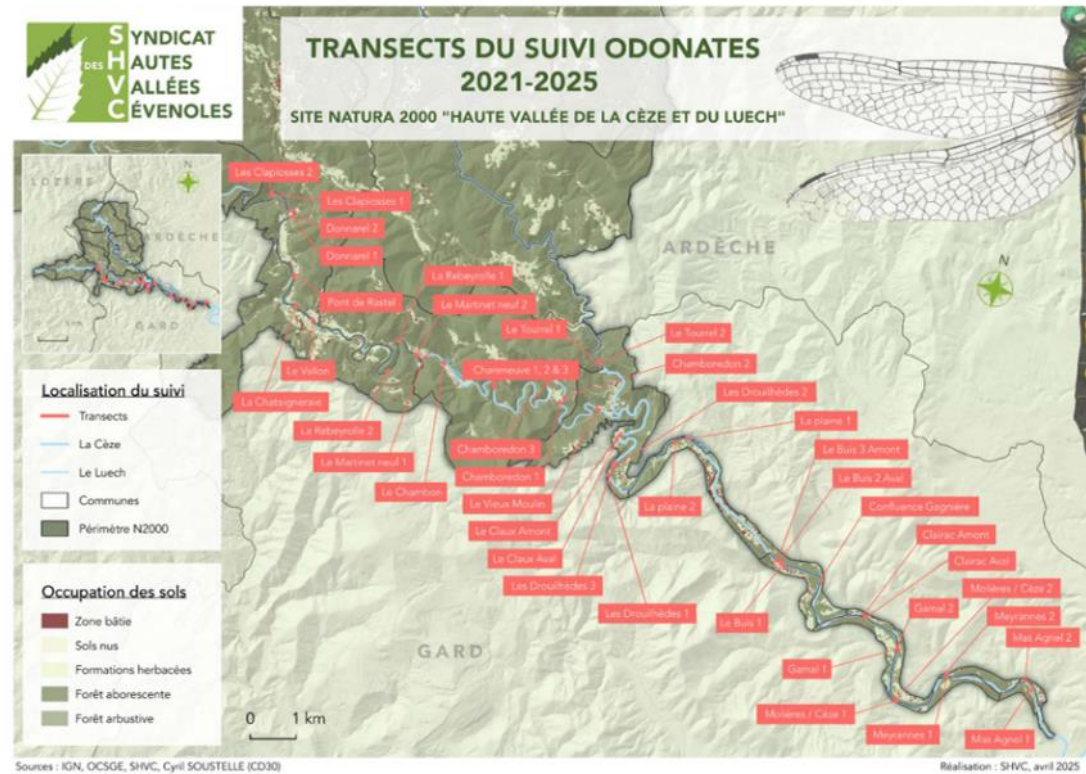 SYNDICAT
DES HAUTES
VALLÉES
CÉVENOLES
TRANSECTS DU SUIVI ODONATES
2021-2025
SITE NATURA 2000 "HAUTE VALLÉE DE LA CÈZE ET DU LUECH"
LOZÈRE
ARDÈCHE
GARD
N
Localisation du suivi
Transects
La Cèze
Le Luech
Communes
Périmètre N2000
Occupation des sols
Zone bâtie
Sols nus
Formations herbacées
Forêt aborescente
Forêt arbustive
ARDÈCHE
N
GARD
0 1 km
Les Clapisses 2
Les Clapiosses 1
Donnarel 2
Donnarel 1
Pont de Rastel
La Rebeyrolle 1
Le Martinet neuf 2
Le Tourrel 1
Le Tourrel 2
Chamboredon 2
Le Vallon
La Chataigneraie
La Rebeyrolle 2
Le Martinet neuf 1
Le Chambon
Charneuve 1, 2 & 3
Chamboredon 3
Chamboredon 1
Le Vieux Moulin
Le Claux Amont
Le Claux Aval
Les Drouilhèdes 3
Les Drouilhèdes 2
Les Drouilhèdes 1
La plaine 1
La plaine 2
Le Buis 3 Amont
Le Buis 2 Aval
Le Buis 1
Confluence Gagnière
Clairac Amont
Clairac Aval
Gamal 2
Gamal 1
Molières / Cèze 2
Molières / Cèze 1
Meyrannes 2
Meyrannes 1
Mas Agnel 2
Mas Agnel 1
Sources : IGN, OCSGE, SHVC, Cyril SOUSTELLE (CD30)
Réalisation : SHVC, avril 2025